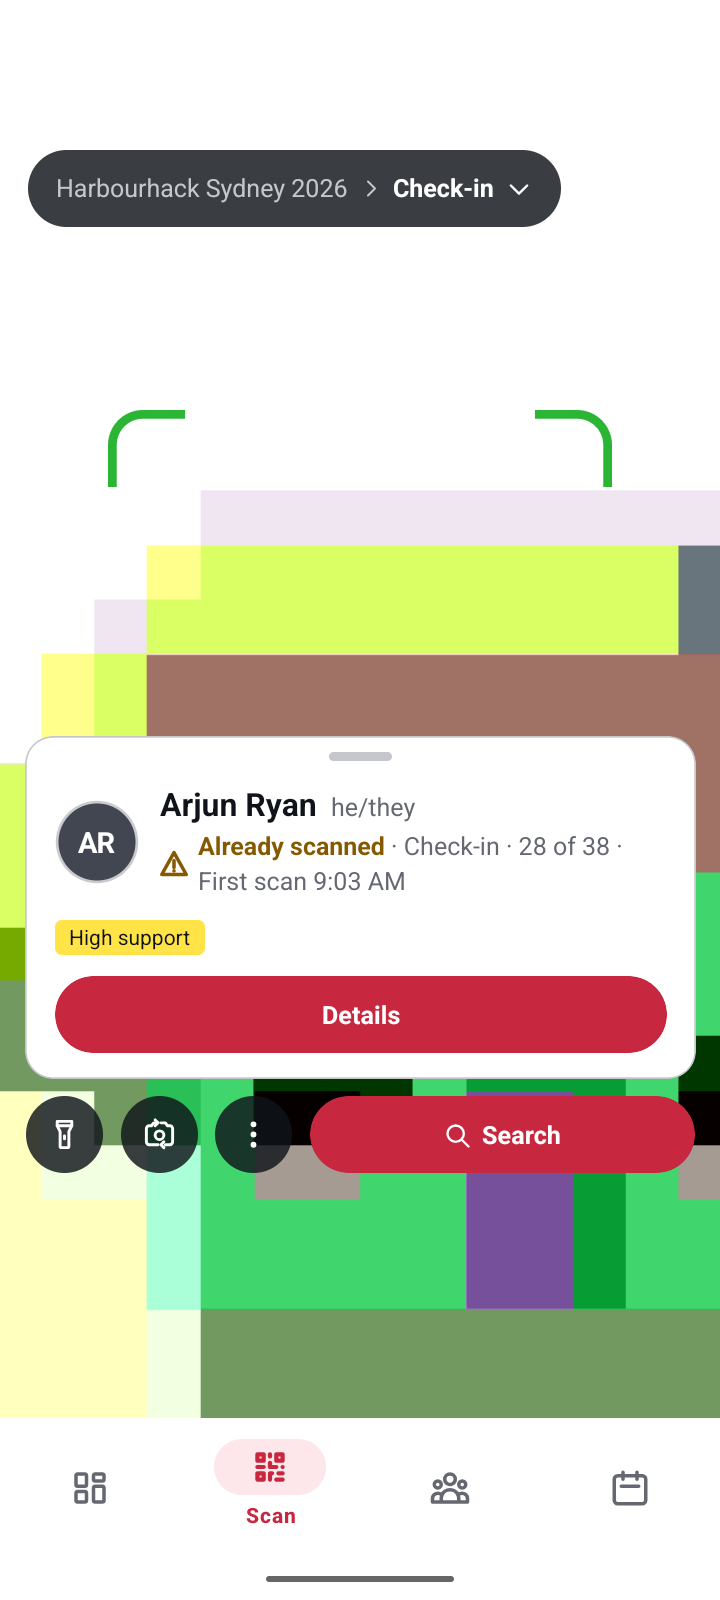 Harbourhack Sydney 2026 > Check-in
Arjun Ryan he/they
AR
Already scanned · Check-in · 28 of 38 ·
First scan 9:03 AM
High support
Details
Search
Scan